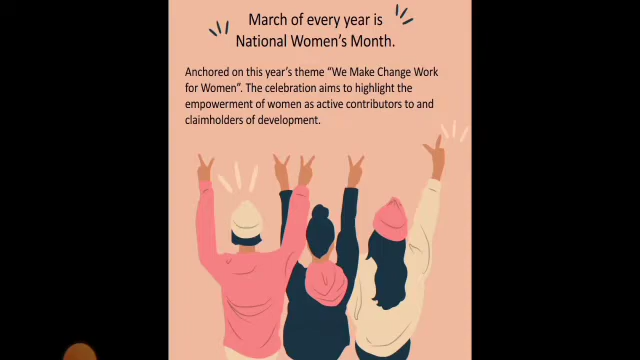 March of every year is
National Women's Month.
Anchored on this year's theme "We Make Change Work
for Women". The celebration aims to highlight the
empowerment of women as active contributors to and
claimholders of development.